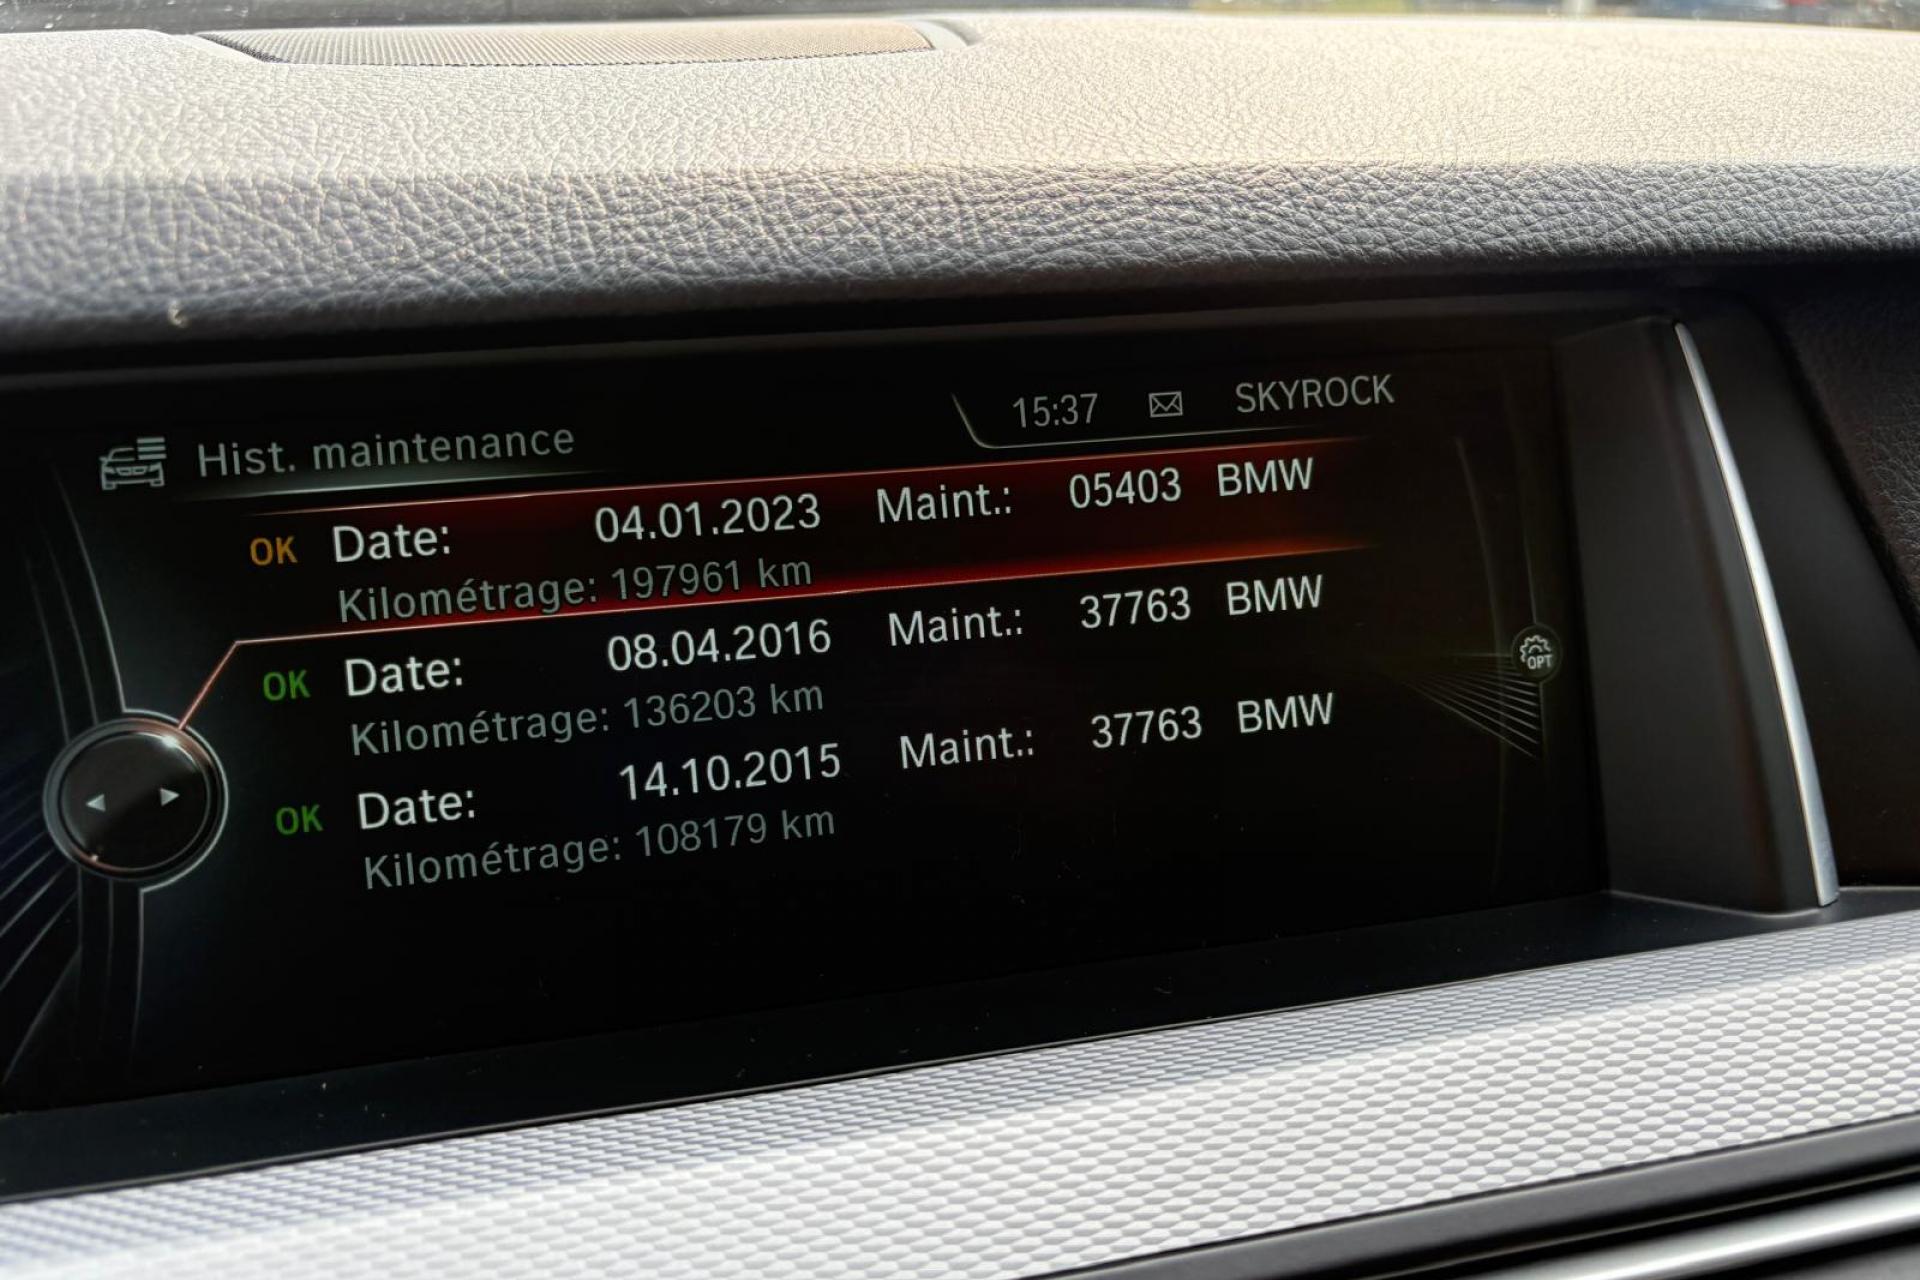 Hist. maintenance 15:37 SKYROCK
OK Date: 04.01.2023 Maint.: 05403 BMW
Kilométrage: 197961 km
OK Date: 08.04.2016 Maint.: 37763 BMW
Kilométrage: 136203 km
OPT
OK Date: 14.10.2015 Maint.: 37763 BMW
Kilométrage: 108179 km